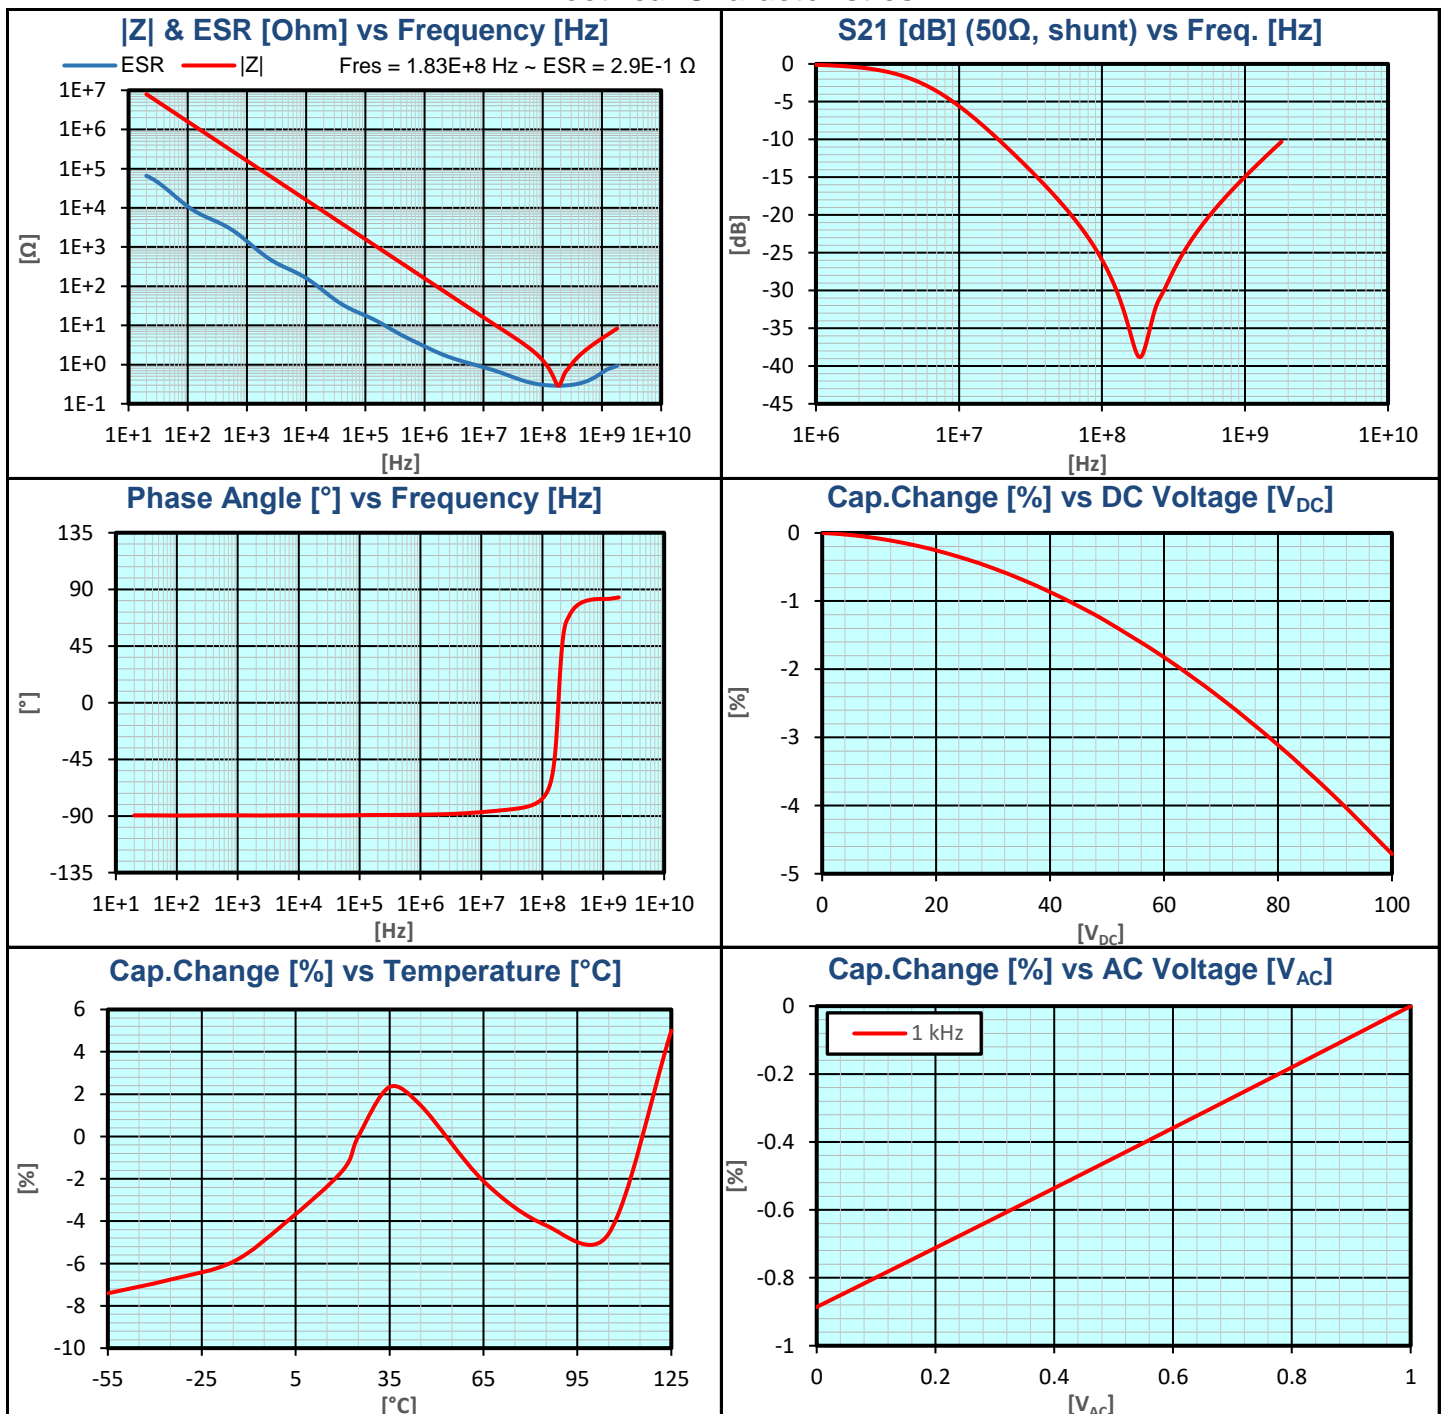 |Z| & ESR [Ohm] vs Frequency [Hz]
ESR |Z| Fres = 1.83E+8 Hz ~ ESR = 2.9E-1 Ω
1E+7
1E+6
1E+5
1E+4
1E+3
1E+2
1E+1
1E+0
1E-1
[Ω]
1E+1 1E+2 1E+3 1E+4 1E+5 1E+6 1E+7 1E+8 1E+9 1E+10
[Hz]
S21 [dB] (50Ω, shunt) vs Freq. [Hz]
0
-5
-10
-15
-20
-25
-30
-35
-40
-45
[dB]
1E+6 1E+7 1E+8 1E+9 1E+10
[Hz]
Phase Angle [°] vs Frequency [Hz]
135
90
45
0
-45
-90
-135
[°]
1E+1 1E+2 1E+3 1E+4 1E+5 1E+6 1E+7 1E+8 1E+9 1E+10
[Hz]
Cap.Change [%] vs DC Voltage [VDC]
0
-1
-2
-3
-4
-5
[%]
0 20 40 60 80 100
[VDC]
Cap.Change [%] vs Temperature [°C]
6
4
2
0
-2
-4
-6
-8
-10
[%]
-55 -25 5 35 65 95 125
[°C]
Cap.Change [%] vs AC Voltage [VAC]
1 kHz
0
-0.2
-0.4
-0.6
-0.8
-1
[%]
0 0.2 0.4 0.6 0.8 1
[VAC]